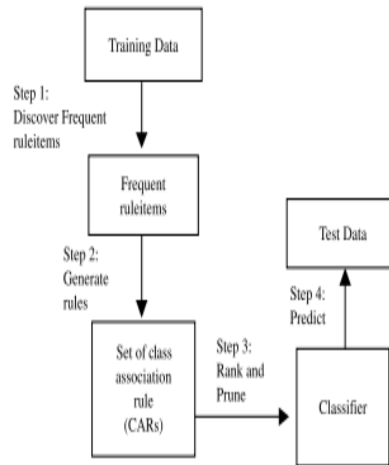 Training Data
Step 1:
Discover Frequent
ruleitems
Frequent
ruleitems
Step 2:
Generate
rules
Set of class
association
rule
(CARs)
Step 3:
Rank and
Prune
Classifier
Step 4:
Predict
Test Data